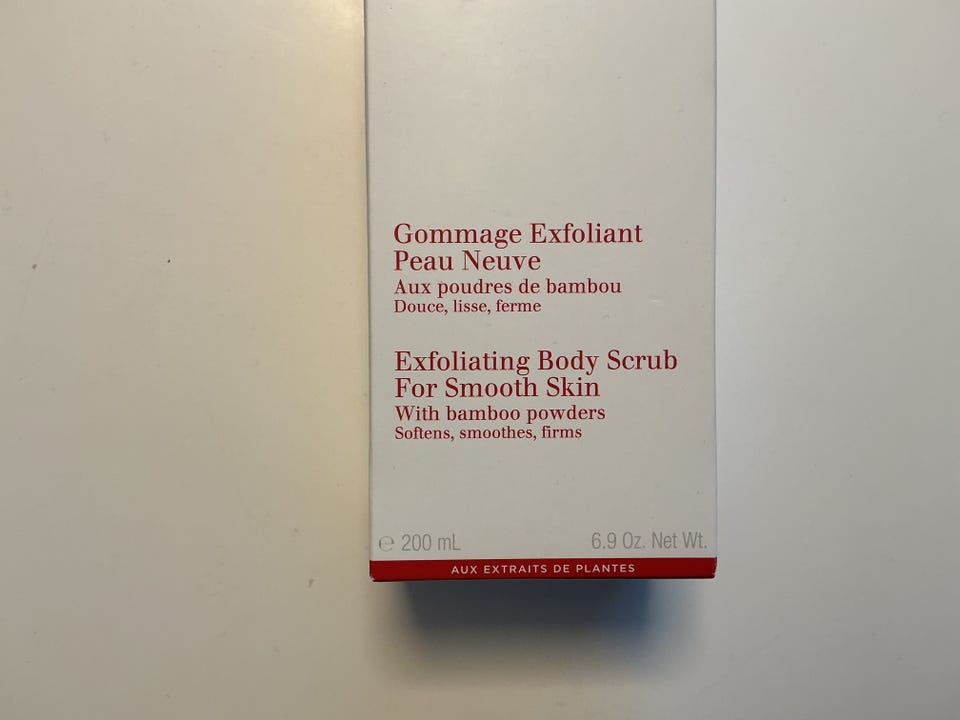 Gommage Exfoliant
Peau Neuve
Aux poudres de bambou
Douce, lisse, ferme
Exfoliating Body Scrub
For Smooth Skin
With bamboo powders
Softens, smoothes, firms
℮ 200 mL 6.9 Oz. Net Wt.
AUX EXTRAITS DE PLANTES